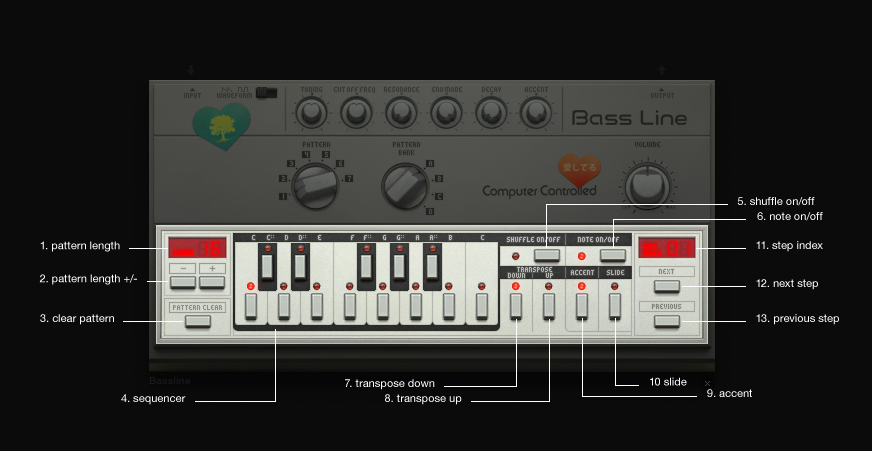 INPUT
WAVEFORM
TUNING
CUT OFF FREQ
RESONANCE
ENV MODE
DECAY
ACCENT
OUTPUT
Bass Line
PATTERN
PATTERN
BANK
VOLUME
1
2
3
4
5
6
7
A
B
C
D
愛してる
Computer Controlled
5. shuffle on/off
6. note on/off
1. pattern length
11. step index
C C# D D# E F F# G G# A A# B C
SHUFFLE ON/OFF
NOTE ON/OFF
− +
2. pattern length +/-
TRANSPOSE
DOWN UP
ACCENT SLIDE
NEXT
12. next step
PATTERN CLEAR
3. clear pattern
PREVIOUS
13. previous step
Bassline
×
7. transpose down
10 slide
4. sequencer
8. transpose up
9. accent